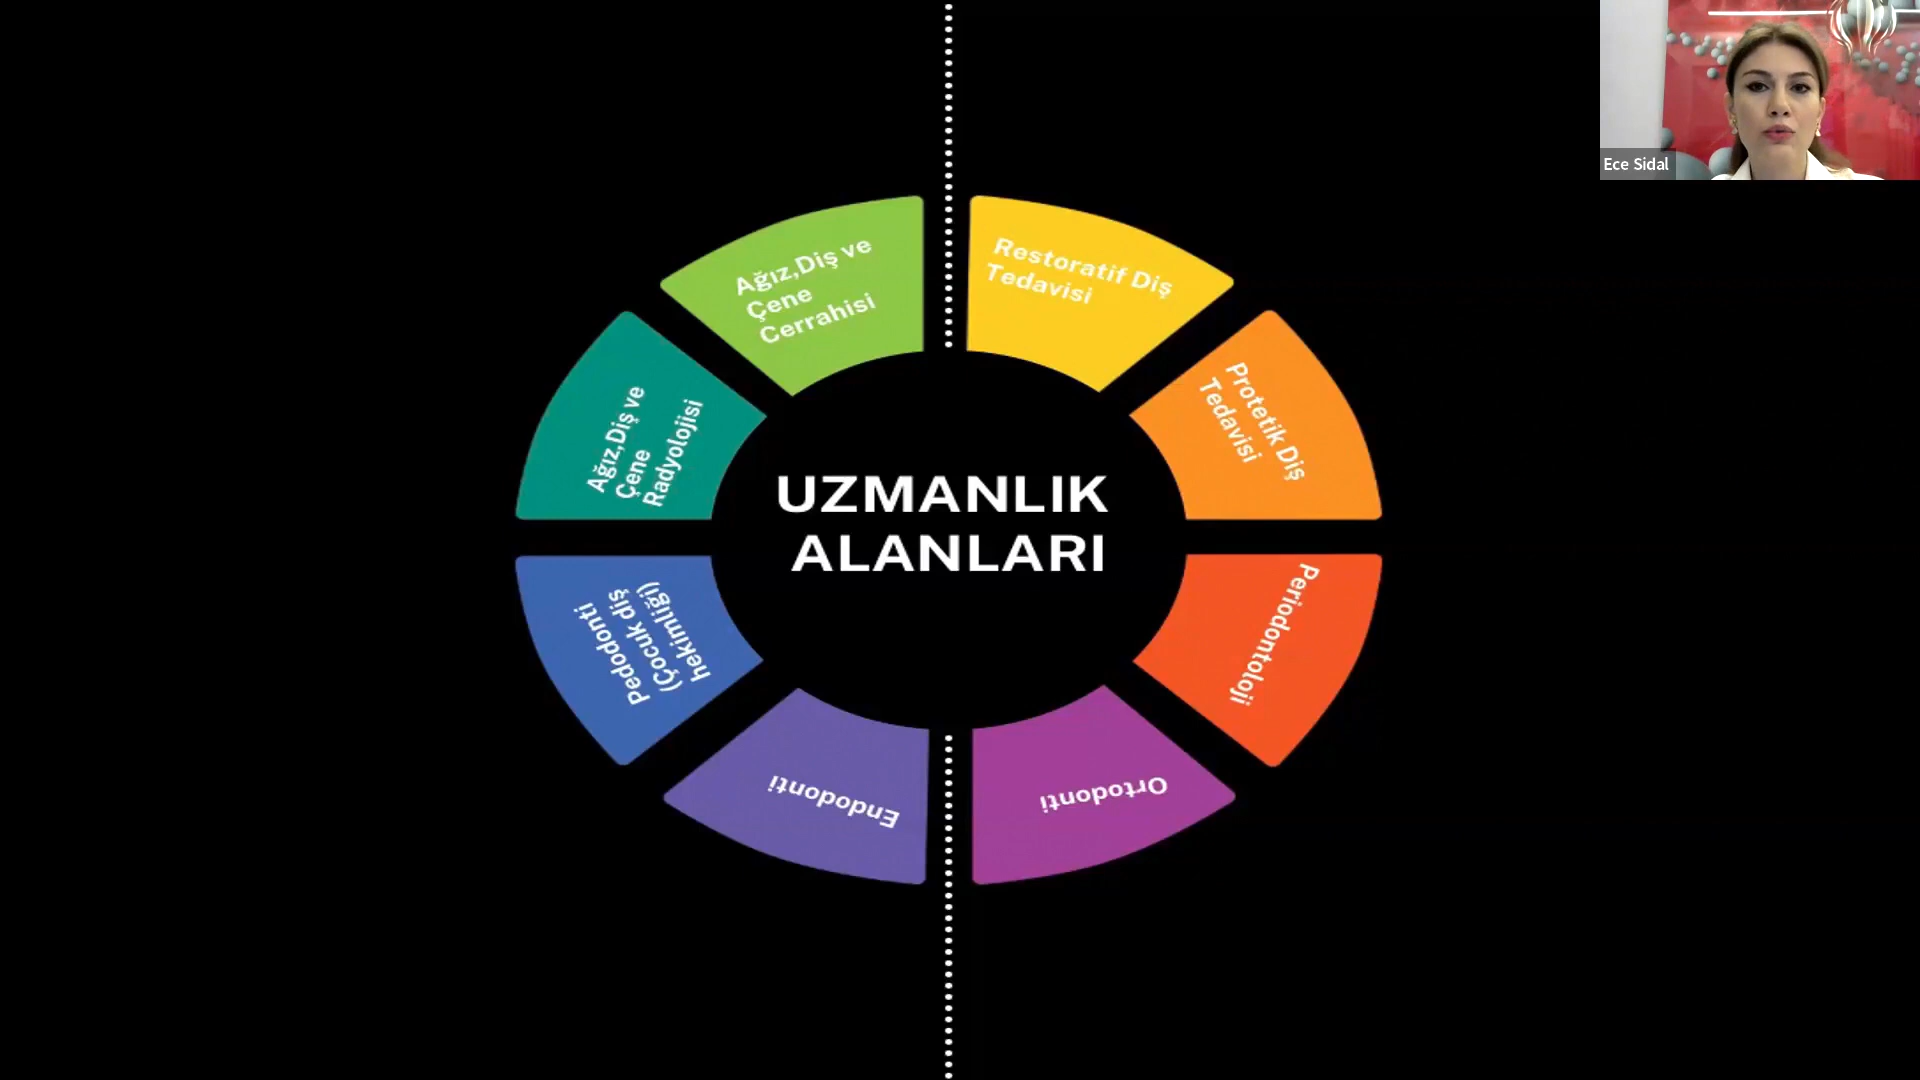 Ece Sidal
Restoratif Diş
Tedavisi
Protetik Diş
Tedavisi
Periodontoloji
Ortodonti
Endodonti
Pedodonti
(Çocuk diş
hekimliği)
Ağız,Diş ve
Çene
Radyolojisi
Ağız,Diş ve
Çene
Cerrahisi
UZMANLIK
ALANLARI